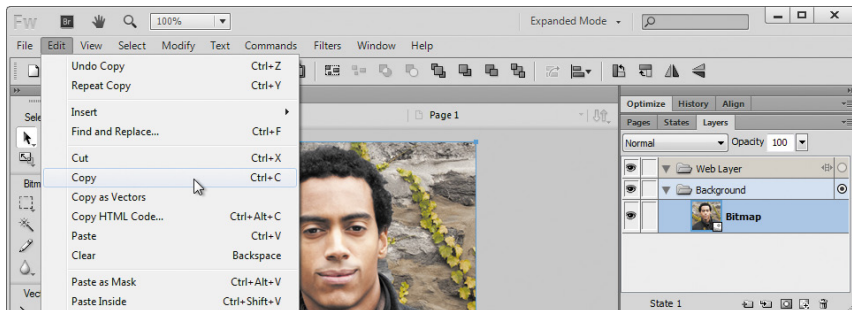 Fw Br 100% Expanded Mode
File Edit View Select Modify Text Commands Filters Window Help
Undo Copy Ctrl+Z
Repeat Copy Ctrl+Y
Insert
Find and Replace... Ctrl+F
Cut Ctrl+X
Copy Ctrl+C
Copy as Vectors
Copy HTML Code... Ctrl+Alt+C
Paste Ctrl+V
Clear Backspace
Paste as Mask Ctrl+Alt+V
Paste Inside Ctrl+Shift+V
Sele
Bitm
Vec
Page 1
Optimize History Align
Pages States Layers
Normal Opacity 100
Web Layer
Background
Bitmap
State 1